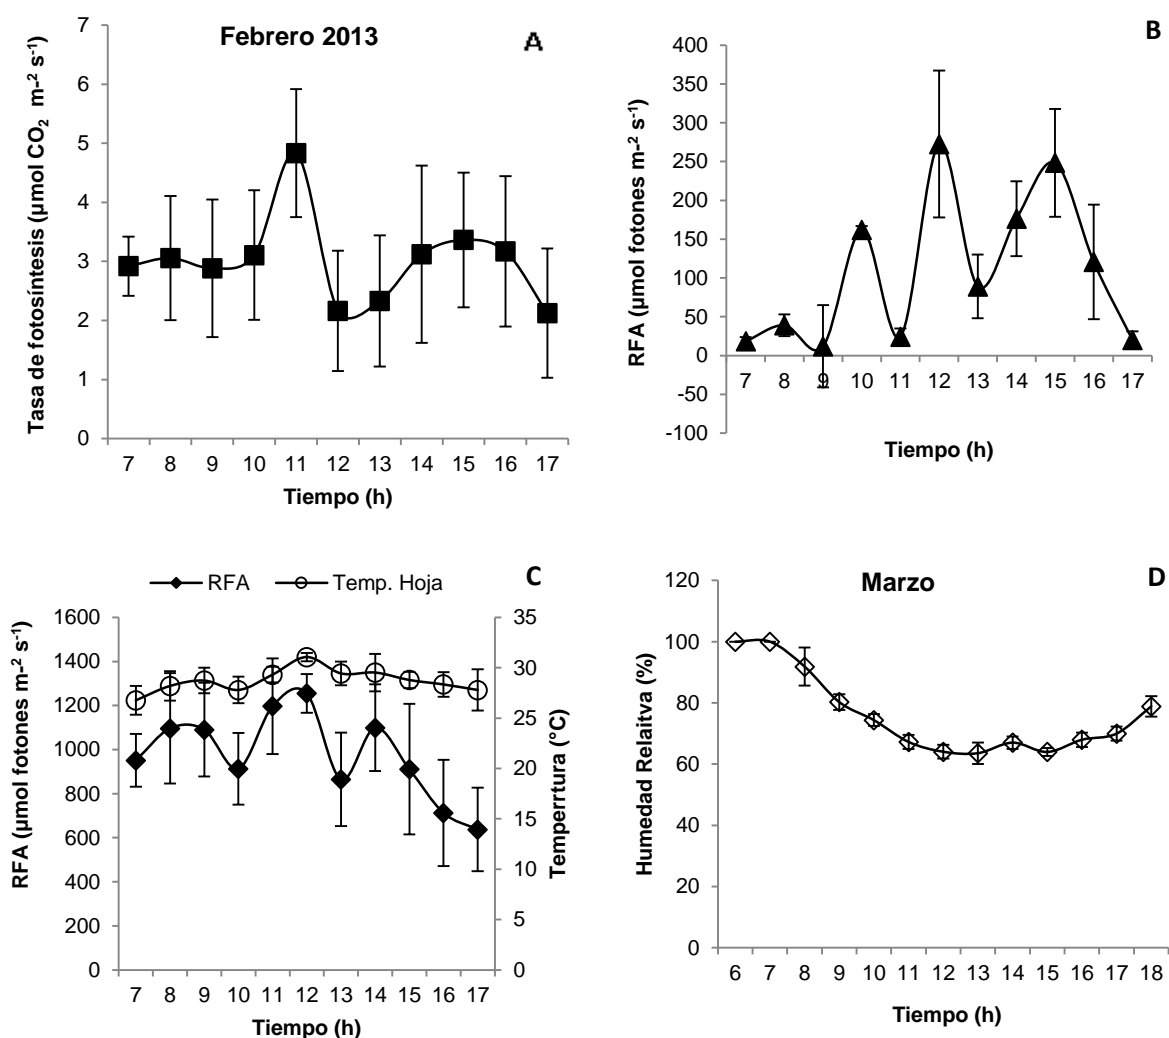 Febrero 2013
A
Tasa de fotosíntesis (µmol CO₂ m-² s⁻¹)
7
6
5
4
3
2
1
0
7 8 9 10 11 12 13 14 15 16 17
Tiempo (h)
B
RFA (µmol fotones m-² s⁻¹)
400
350
300
250
200
150
100
50
0
-50
-100
7 8 9 10 11 12 13 14 15 16 17
Tiempo (h)
RFA Temp. Hoja
C
RFA (µmol fotones m-² s⁻¹)
1600
1400
1200
1000
800
600
400
200
0
35
30
25
20
15
10
5
0
Temperrtura (°C)
7 8 9 10 11 12 13 14 15 16 17
Tiempo (h)
Marzo
D
Humedad Relaitva (%)
120
100
80
60
40
20
0
6 7 8 9 10 11 12 13 14 15 16 17 18
Tiempo (h)